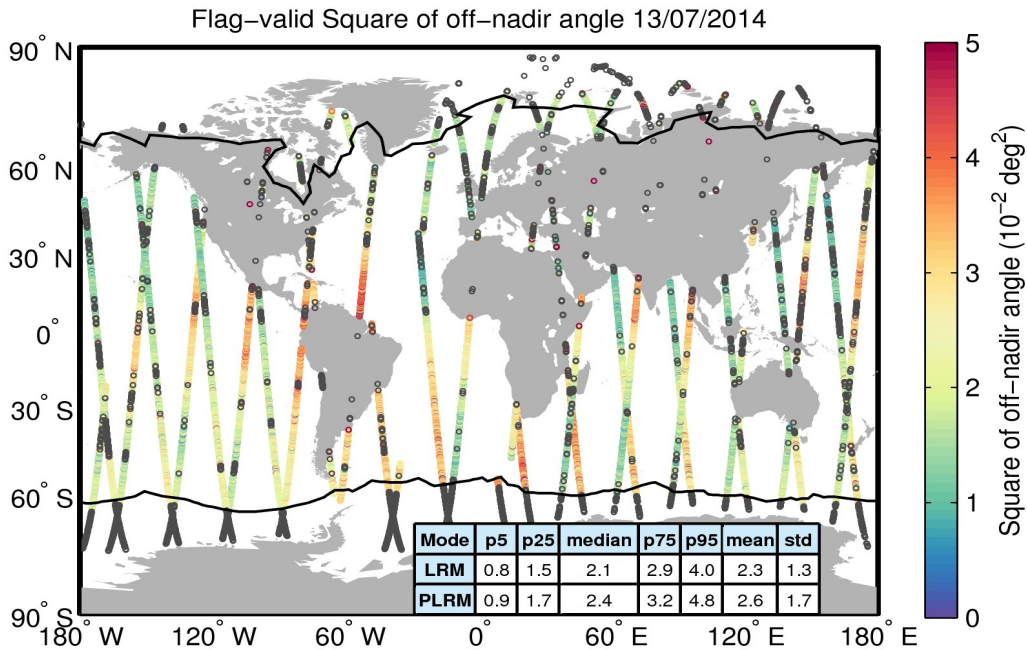 Flag−valid Square of off−nadir angle 13/07/2014
90° N
60° N
30° N
0°
30° S
60° S
90° S
180° W
120° W
60° W
0°
60° E
120° E
180° E
Mode p5 p25 median p75 p95 mean std
LRM 0.8 1.5 2.1 2.9 4.0 2.3 1.3
PLRM 0.9 1.7 2.4 3.2 4.8 2.6 1.7
5
4
3
2
1
0
Square of off−nadir angle (10⁻² deg²)